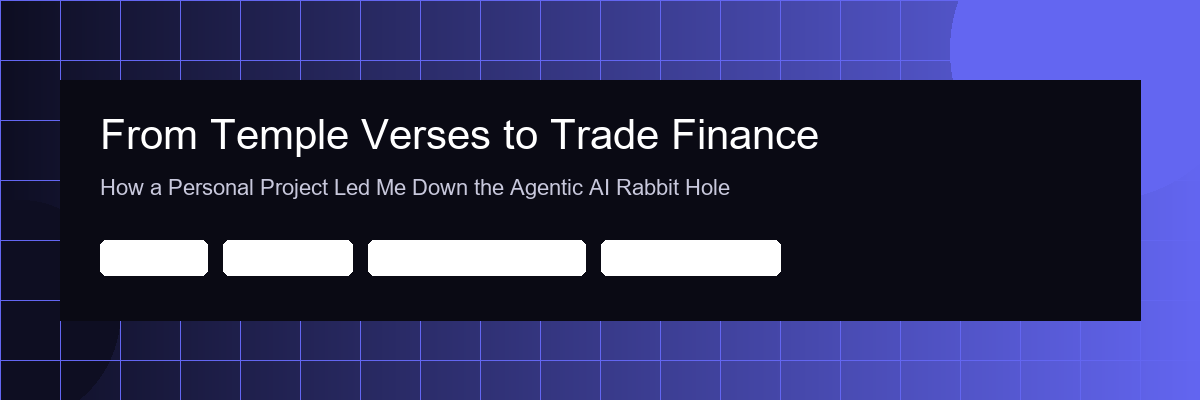 From Temple Verses to Trade Finance
How a Personal Project Led Me Down the Agentic AI Rabbit Hole